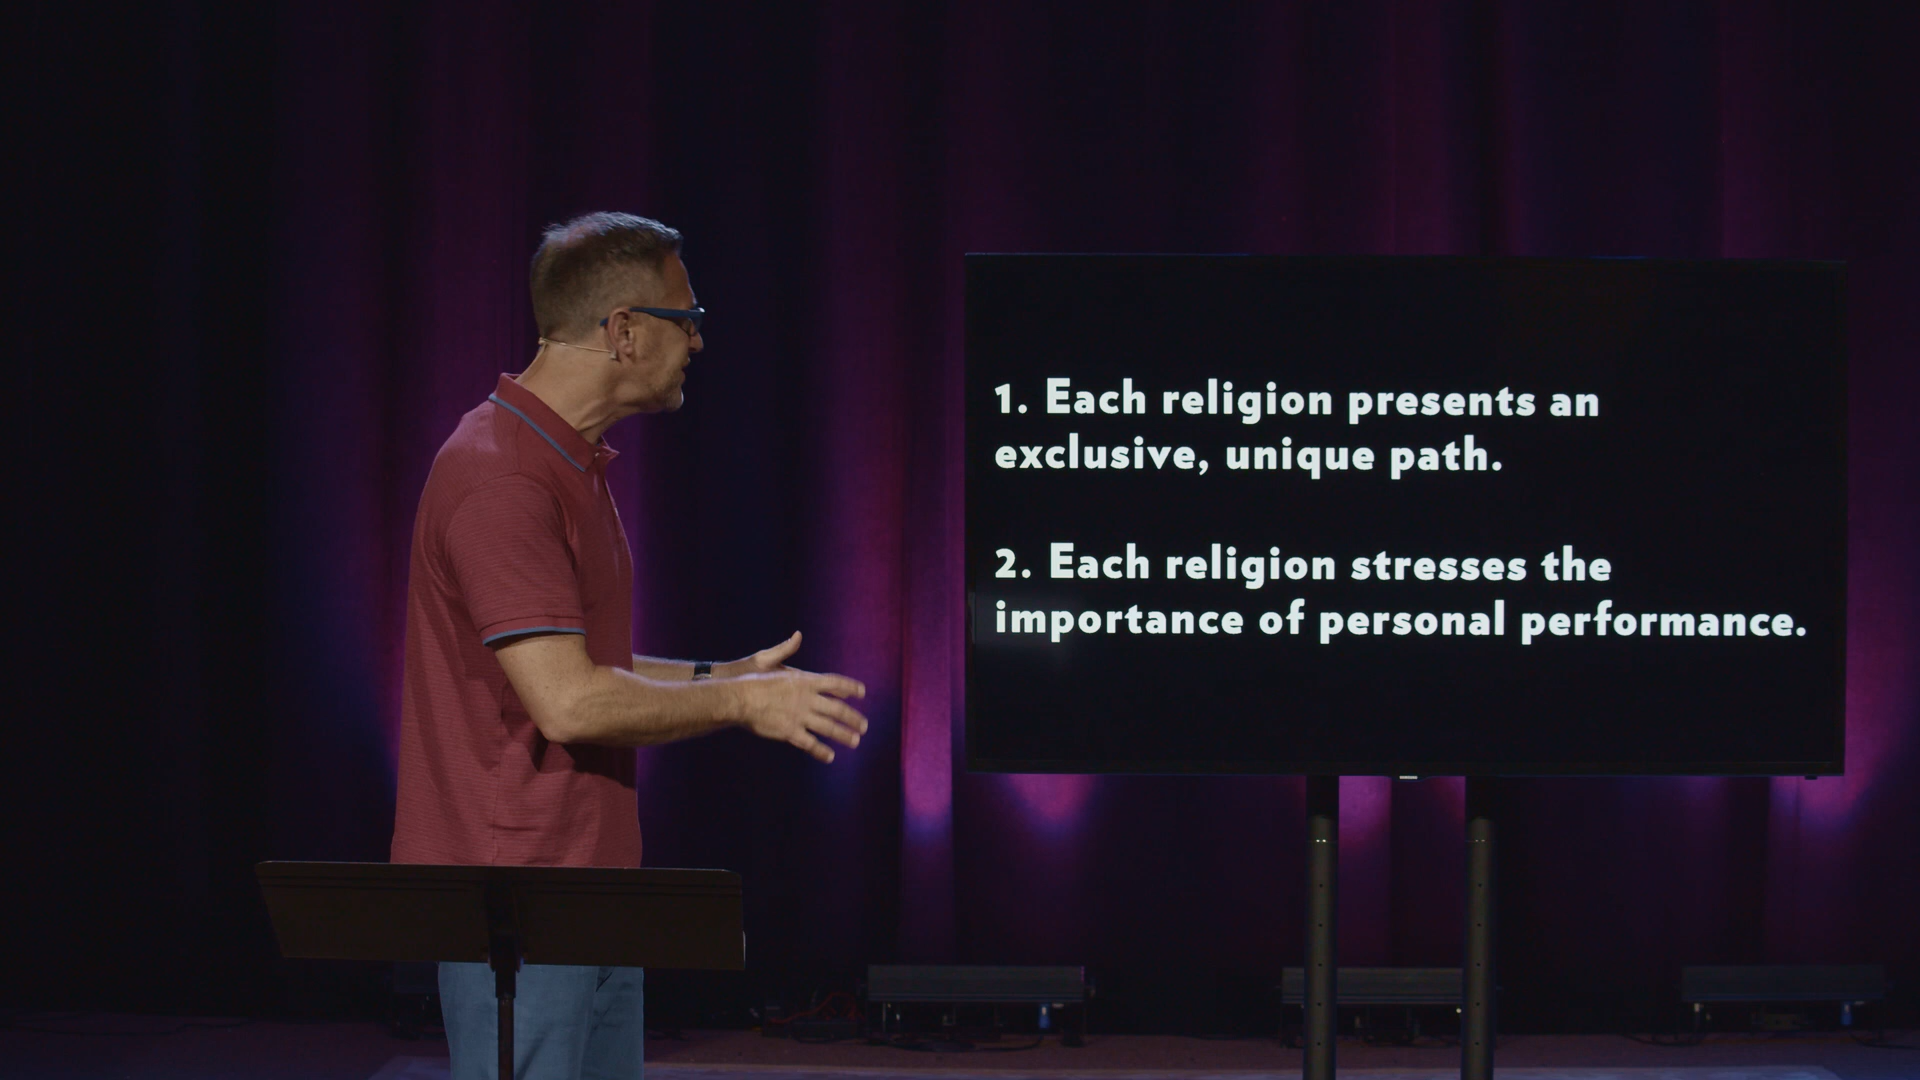 1. Each religion presents an
exclusive, unique path.
2. Each religion stresses the
importance of personal performance.